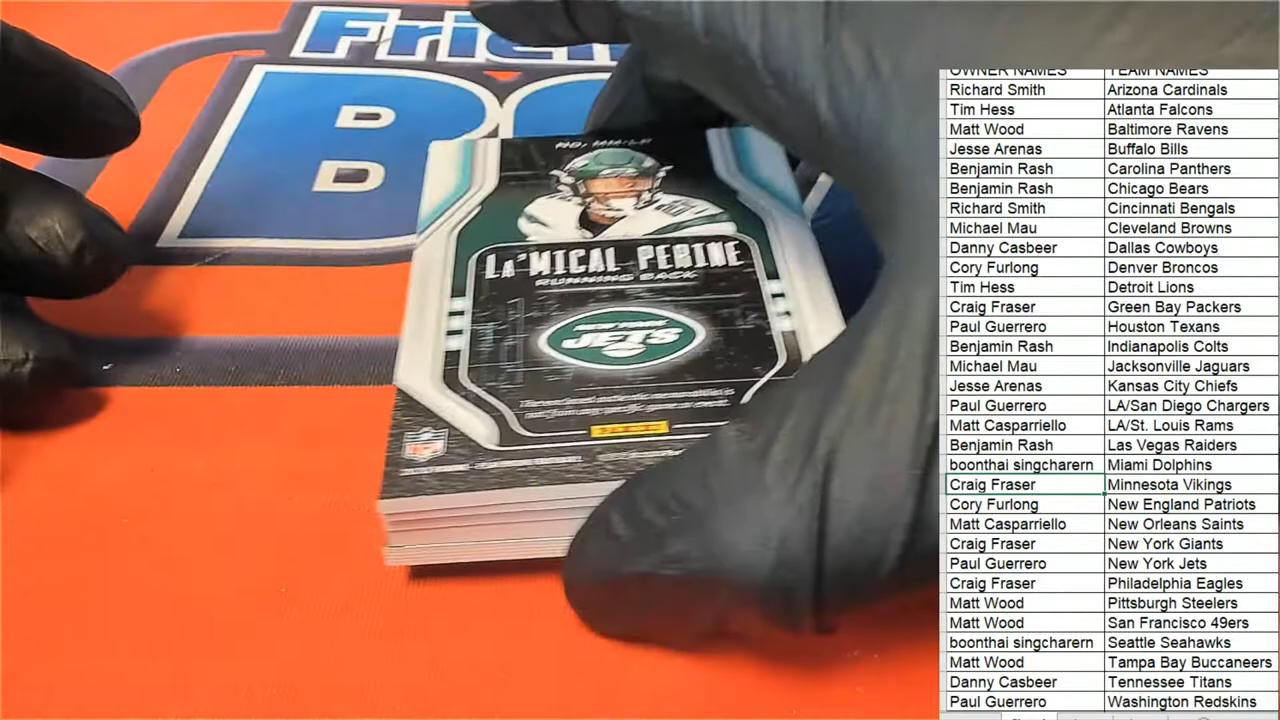 Frien
B
NO. MM-LP
LA'MICAL PERINE
RUNNING BACK
NEW YORK
JETS
PANINI
NFL
OWNER NAMES TEAM NAMES
Richard Smith Arizona Cardinals
Tim Hess Atlanta Falcons
Matt Wood Baltimore Ravens
Jesse Arenas Buffalo Bills
Benjamin Rash Carolina Panthers
Benjamin Rash Chicago Bears
Richard Smith Cincinnati Bengals
Michael Mau Cleveland Browns
Danny Casbeer Dallas Cowboys
Cory Furlong Denver Broncos
Tim Hess Detroit Lions
Craig Fraser Green Bay Packers
Paul Guerrero Houston Texans
Benjamin Rash Indianapolis Colts
Michael Mau Jacksonville Jaguars
Jesse Arenas Kansas City Chiefs
Paul Guerrero LA/San Diego Chargers
Matt Casparriello LA/St. Louis Rams
Benjamin Rash Las Vegas Raiders
boonthai singcharern Miami Dolphins
Craig Fraser Minnesota Vikings
Cory Furlong New England Patriots
Matt Casparriello New Orleans Saints
Craig Fraser New York Giants
Paul Guerrero New York Jets
Craig Fraser Philadelphia Eagles
Matt Wood Pittsburgh Steelers
Matt Wood San Francisco 49ers
boonthai singcharern Seattle Seahawks
Matt Wood Tampa Bay Buccaneers
Danny Casbeer Tennessee Titans
Paul Guerrero Washington Redskins